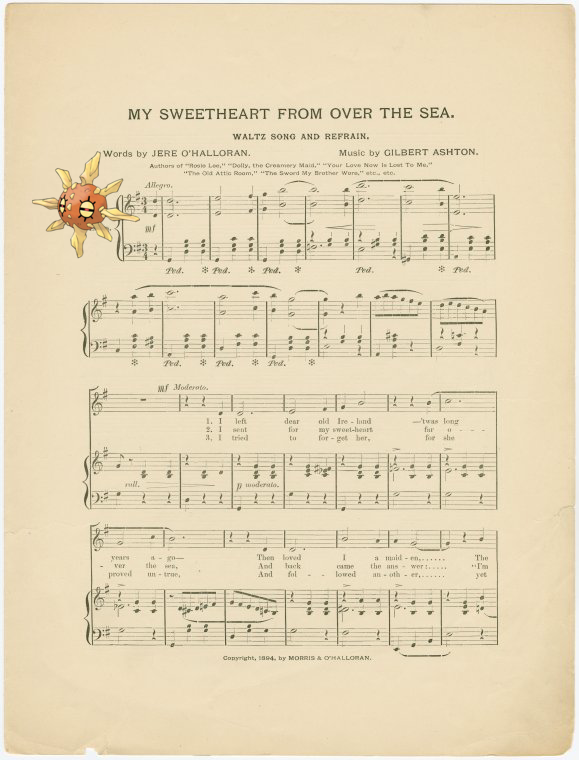 MY SWEETHEART FROM OVER THE SEA.
WALTZ SONG AND REFRAIN,
Words by JERE O'HALLORAN. Music by GILBERT ASHTON.
Authors of "Rosie Lee," "Dolly, the Creamery Maid," "Your Love Now is Lost To Me,"
"The Old Attic Room," "The Sword My Brother Wore," etc., etc.
Allegro.
mf
Ped. * Ped. * Ped. * Ped. * Ped.
* Ped. * Ped. *
mf Moderato.
1. I left dear old Ire-land —'twas long
2. I sent for my sweet-heart far o - - - -
3. I tried to for-get her, for she
rall. p moderato.
years a-go— Then loved I a maid-en,...... The
- ver the sea, And back came the ans-wer:...... "I'm
proved un-true, And fol - - lowed an-oth-er,...... yet
Copyright, 1894, by MORRIS & O'HALLORAN.